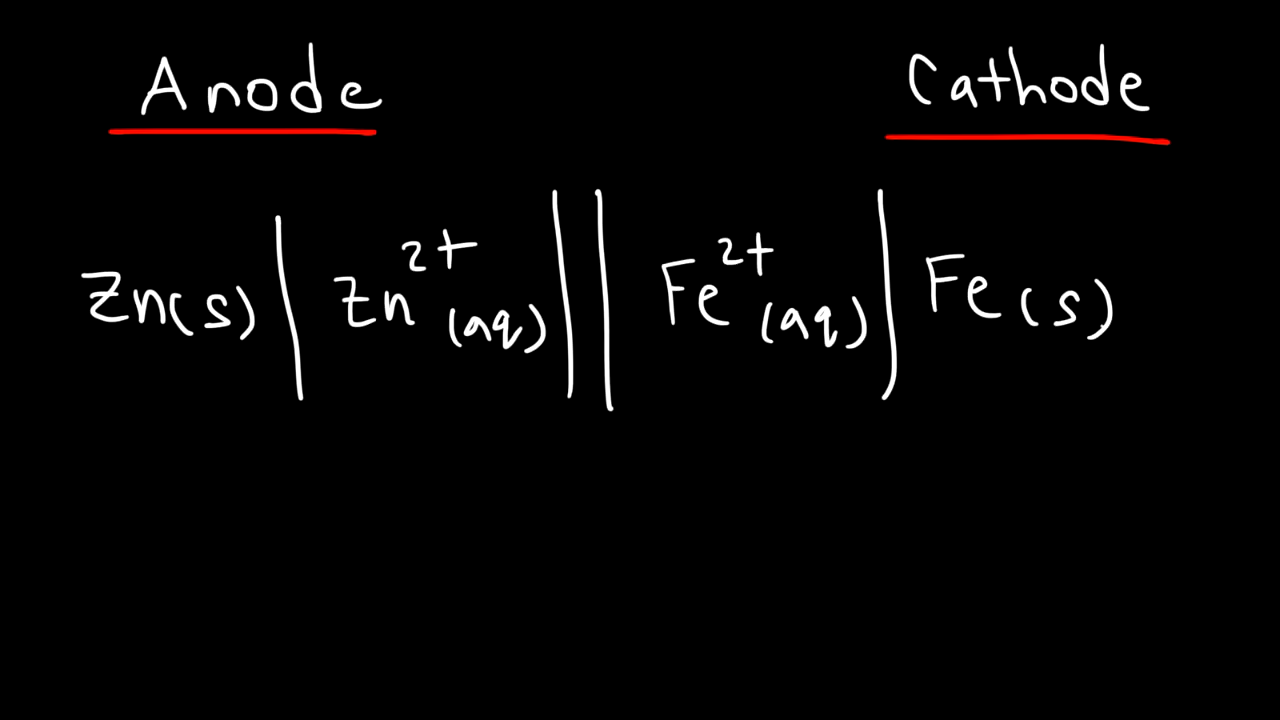 Anode Cathode
Zn(s) | Zn²⁺(aq) || Fe²⁺(aq) | Fe(s)